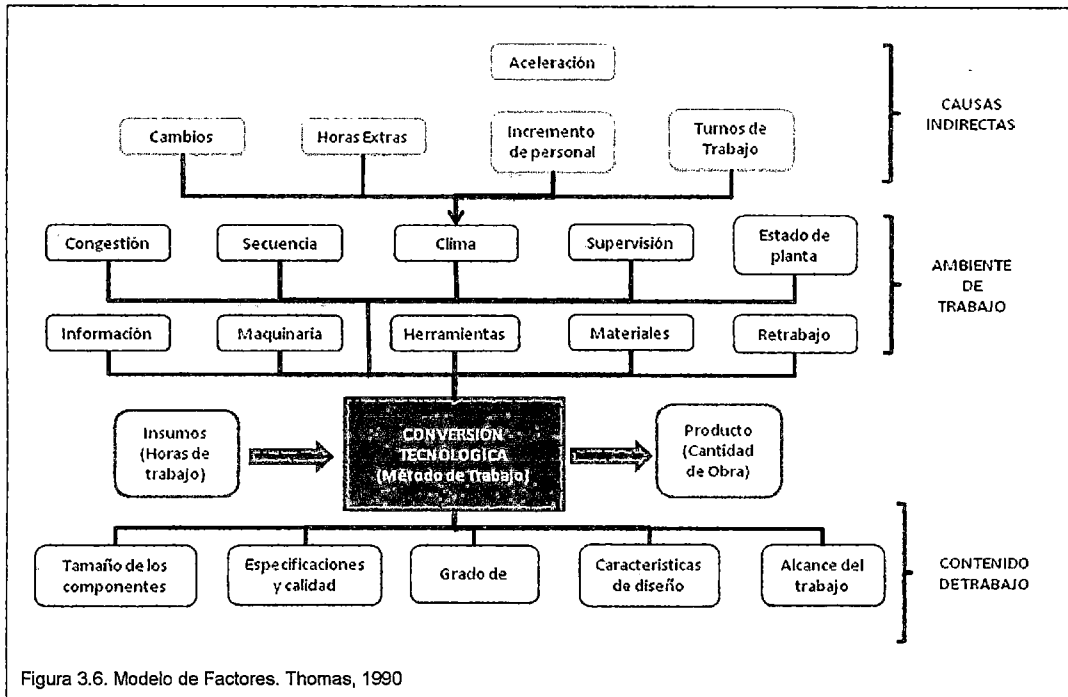 Aceleración
CAUSAS
INDIRECTAS
Cambios
Horas Extras
Incremento
de personal
Turnos de
Trabajo
Congestión
Secuencia
Clima
Supervisión
Estado de
planta
AMBIENTE
DE
TRABAJO
Información
Maquinaria
Herramientas
Materiales
Retrabajo
Insumos
(Horas de
trabajo)
CONVERSIÓN
TECNOLOGICA
(Método de Trabajo)
Producto
(Cantidad
de Obra)
Tamaño de los
componentes
Especificaciones
y calidad
Grado de
Características
de diseño
Alcance del
trabajo
CONTENIDO
DETRABAJO
Figura 3.6. Modelo de Factores. Thomas, 1990